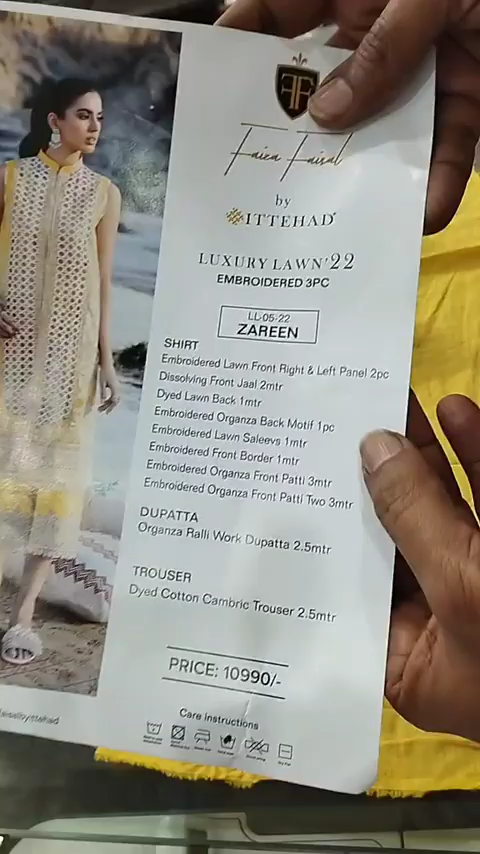 FF
Faiza Faisal
by
ITTEHAD
LUXURY LAWN'22
EMBROIDERED 3PC
LL-05-22
ZAREEN
SHIRT
Embroidered Lawn Front Right & Left Panel 2pc
Dissolving Front Jaal 2mtr
Dyed Lawn Back 1mtr
Embroidered Organza Back Motif 1pc
Embroidered Lawn Saleevs 1mtr
Embroidered Front Border 1mtr
Embroidered Organza Front Patti 3mtr
Embroidered Organza Front Patti Two 3mtr
DUPATTA
Organza Ralli Work Dupatta 2.5mtr
TROUSER
Dyed Cotton Cambric Trouser 2.5mtr
PRICE: 10990/-
Care instructions
faisalbyittehad